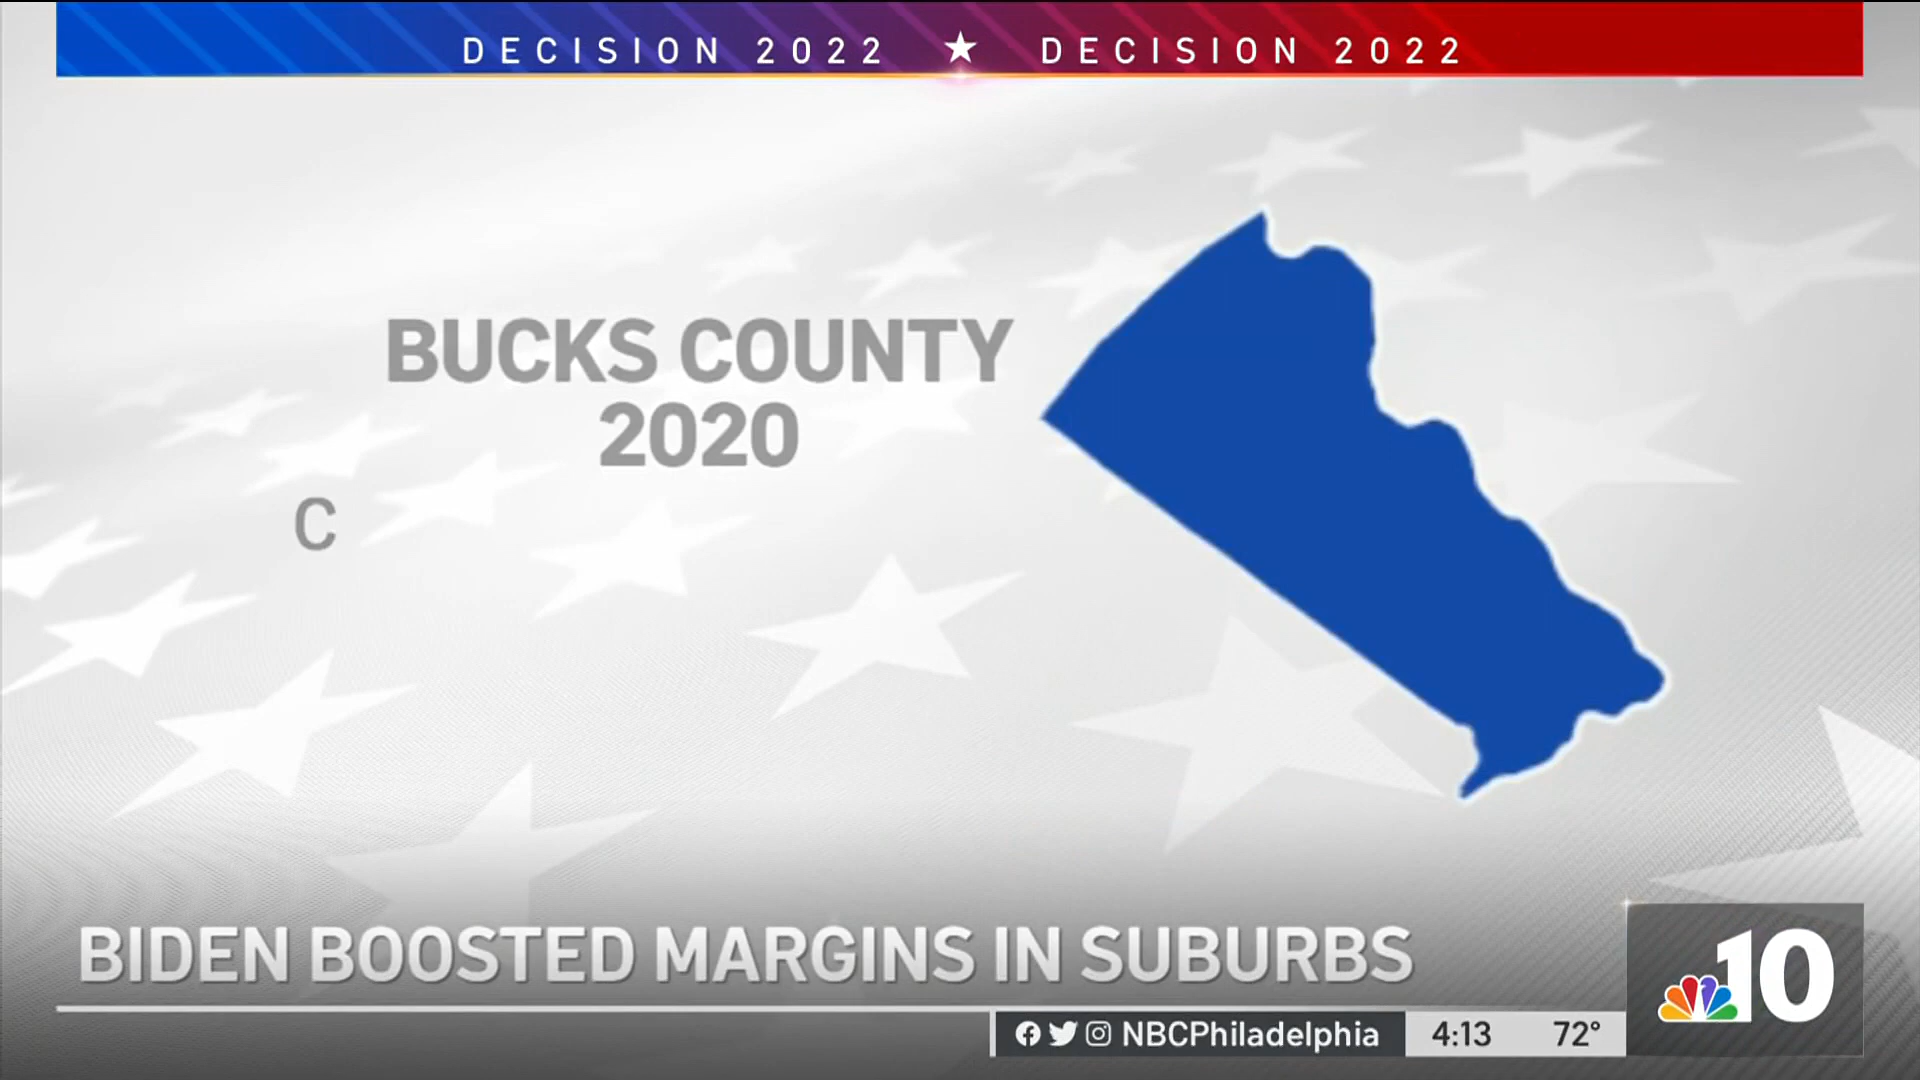 DECISION 2022 ★ DECISION 2022
BUCKS COUNTY
2020
C
BIDEN BOOSTED MARGINS IN SUBURBS
NBCPhiladelphia
4:13 72°
10